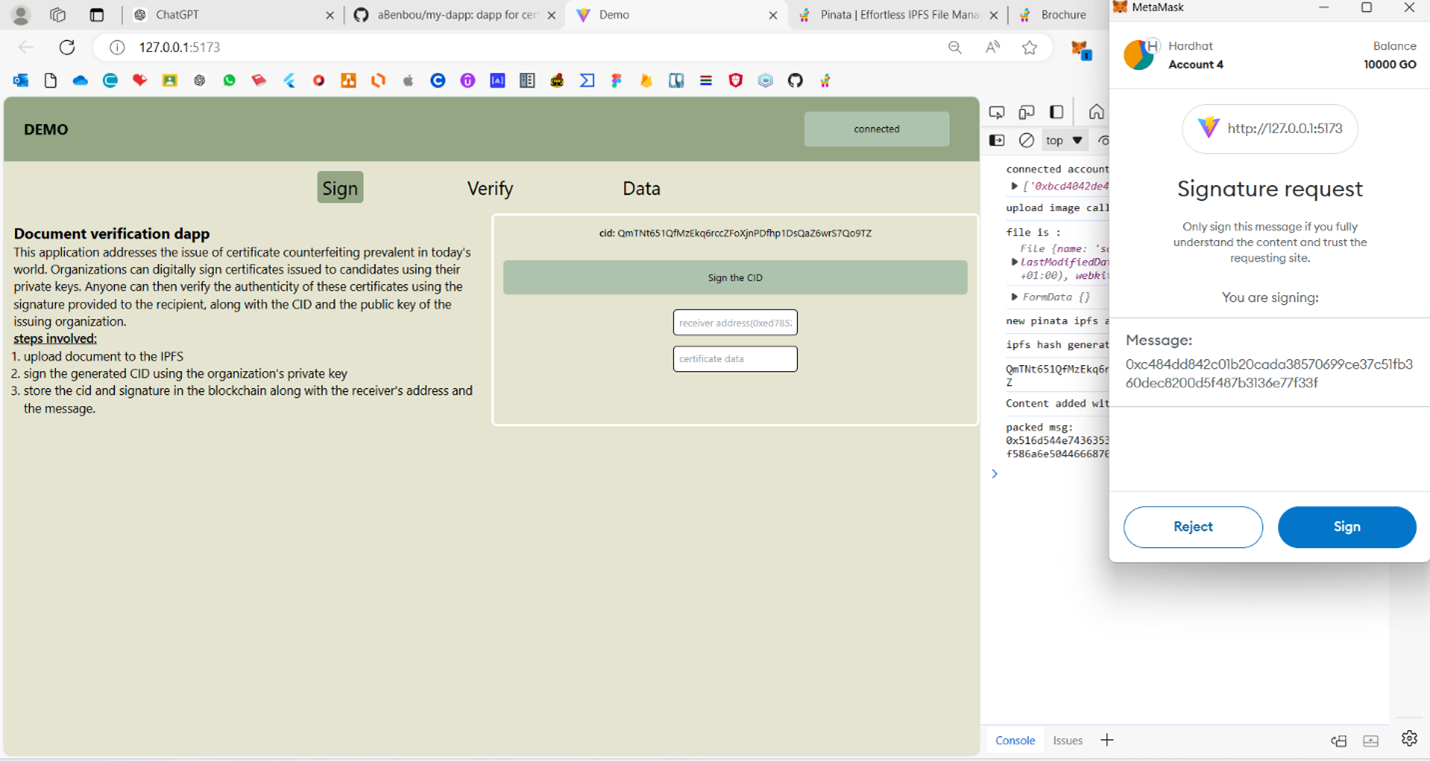 ChatGPT
aBenbou/my-dapp: dapp for cer
Demo
Pinata | Effortless IPFS File Mana
Brochure
127.0.0.1:5173
DEMO
connected
Sign
Verify
Data
Document verification dapp
This application addresses the issue of certificate counterfeiting prevalent in today's
world. Organizations can digitally sign certificates issued to candidates using their
private keys. Anyone can then verify the authenticity of these certificates using the
signature provided to the recipient, along with the CID and the public key of the
issuing organization.
steps involved:
1. upload document to the IPFS
2. sign the generated CID using the organization's private key
3. store the cid and signature in the blockchain along with the receiver's address and
the message.
cid: QmTNt651QfMzEkq6rccZFoXjnPDfhp1DsQaZ6wrS7Qo9TZ
Sign the CID
receiver address(0xed785
certificate data
top
connected account
['0xbcd4042de4
upload image call
file is :
File {name: 'sc
lastModifiedDat
+01:00), webkit
FormData {}
new pinata ipfs a
ipfs hash generat
QmTNt651QfMzEkq6r
Z
Content added wit
packed msg:
0x516d544e7436353
f586a6e5044666870
Console
Issues
MetaMask
Hardhat
Account 4
Balance
10000 GO
http://127.0.0.1:5173
Signature request
Only sign this message if you fully
understand the content and trust the
requesting site.
You are signing:
Message:
0xc484dd842c01b20cada38570699ce37c51fb3
60dec8200d5f487b3136e77f33f
Reject
Sign